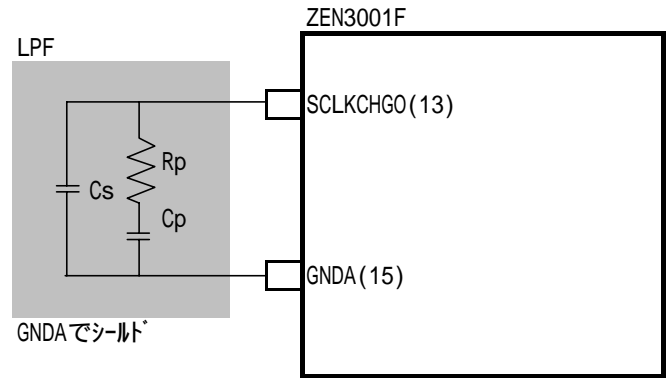 ZEN3001F
LPF
SCLKCHGO(13)
Rp
Cs
Cp
GNDA(15)
GNDAでシールド